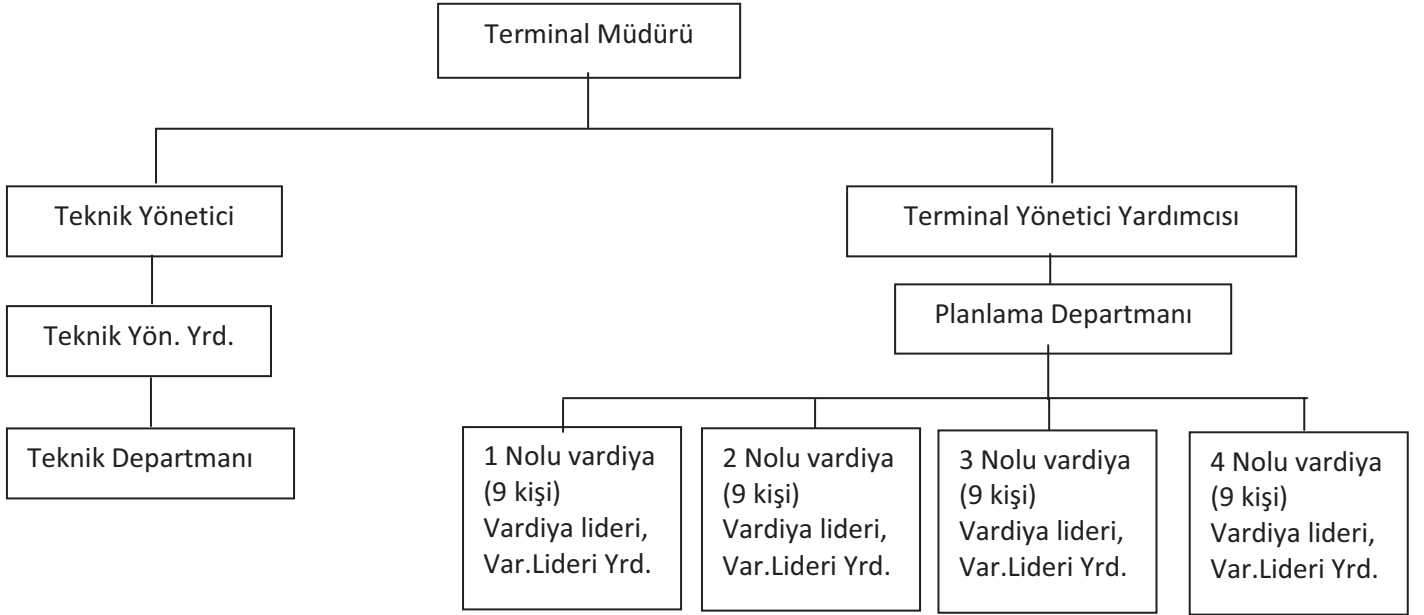 Terminal Müdürü
Teknik Yönetici
Terminal Yönetici Yardımcısı
Teknik Yön. Yrd.
Planlama Departmanı
Teknik Departmanı
1 Nolu vardiya
(9 kişi)
Vardiya lideri,
Var.Lideri Yrd.
2 Nolu vardiya
(9 kişi)
Vardiya lideri,
Var.Lideri Yrd.
3 Nolu vardiya
(9 kişi)
Vardiya lideri,
Var.Lideri Yrd.
4 Nolu vardiya
(9 kişi)
Vardiya lideri,
Var.Lideri Yrd.